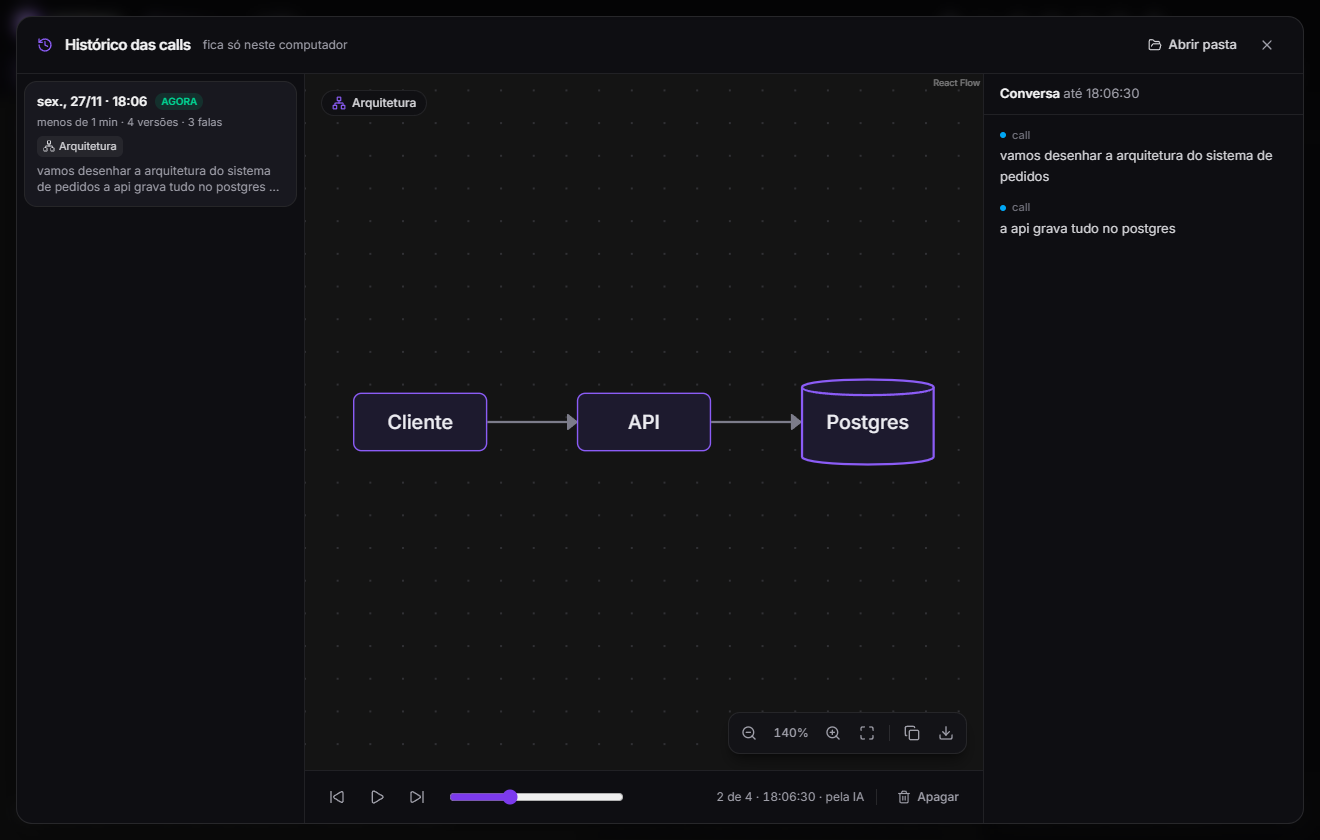 Histórico das calls fica só neste computador
Abrir pasta
sex., 27/11 · 18:06 AGORA
menos de 1 min · 4 versões · 3 falas
Arquitetura
vamos desenhar a arquitetura do sistema
de pedidos a api grava tudo no postgres ...
Arquitetura
React Flow
Cliente
API
Postgres
140%
2 de 4 · 18:06:30 · pela IA
Apagar
Conversa até 18:06:30
call
vamos desenhar a arquitetura do sistema de
pedidos
call
a api grava tudo no postgres